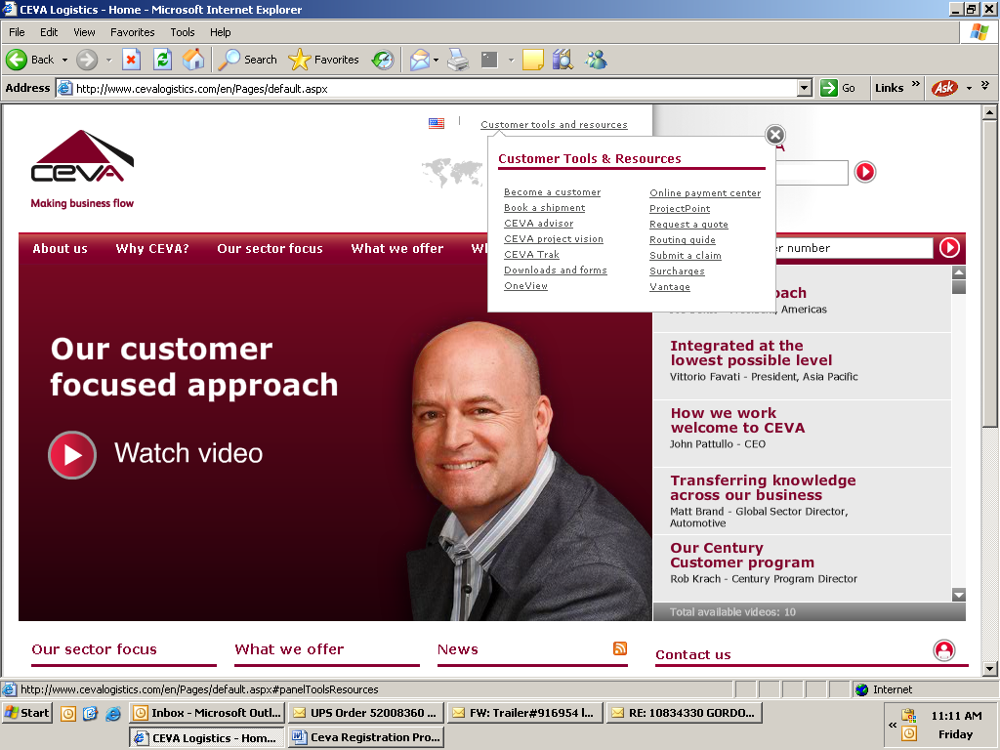 CEVA Logistics - Home - Microsoft Internet Explorer
File Edit View Favorites Tools Help
Back Search Favorites
Address http://www.cevalogistics.com/en/Pages/default.aspx Go Links » Ask »
Customer tools and resources
CEVA
Making business flow
Customer Tools & Resources
Become a customer
Book a shipment
CEVA advisor
CEVA project vision
CEVA Trak
Downloads and forms
OneView
Online payment center
ProjectPoint
Request a quote
Routing guide
Submit a claim
Surcharges
Vantage
About us Why CEVA? Our sector focus What we offer
number
Our customer
focused approach
Watch video
Americas
Integrated at the
lowest possible level
Vittorio Favati - President, Asia Pacific
How we work
welcome to CEVA
John Pattullo - CEO
Transferring knowledge
across our business
Matt Brand - Global Sector Director,
Automotive
Our Century
Customer program
Rob Krach - Century Program Director
Total available videos: 10
Our sector focus What we offer News Contact us
http://www.cevalogistics.com/en/Pages/default.aspx#panelToolsResources Internet
Start Inbox - Microsoft Outl... UPS Order 52008360 ... FW: Trailer#916954 l... RE: 10834330 GORDO...
CEVA Logistics - Hom... Ceva Registration Pro...
« 11:11 AM
Friday